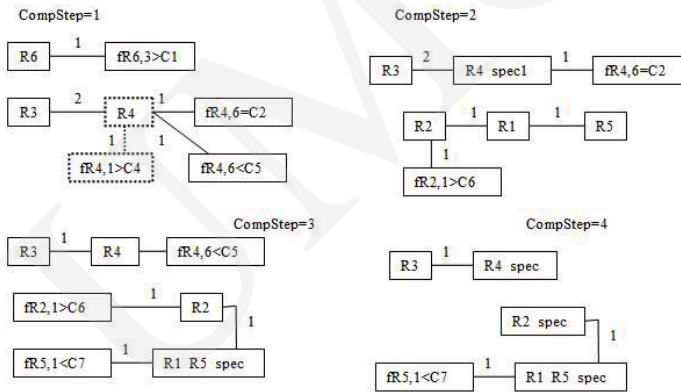 CompStep=1
R6
1
fR6,3>C1
R3
2
R4
1
fR4,6=C2
1
1
fR4,1>C4
fR4,6<C5
CompStep=2
R3
2
R4 spec1
1
fR4,6=C2
R2
1
R1
1
R5
1
fR2,1>C6
CompStep=3
R3
1
R4
fR4,6<C5
fR2,1>C6
1
R2
1
fR5,1<C7
1
R1 R5 spec
CompStep=4
R3
1
R4 spec
R2 spec
1
fR5,1<C7
1
R1 R5 spec